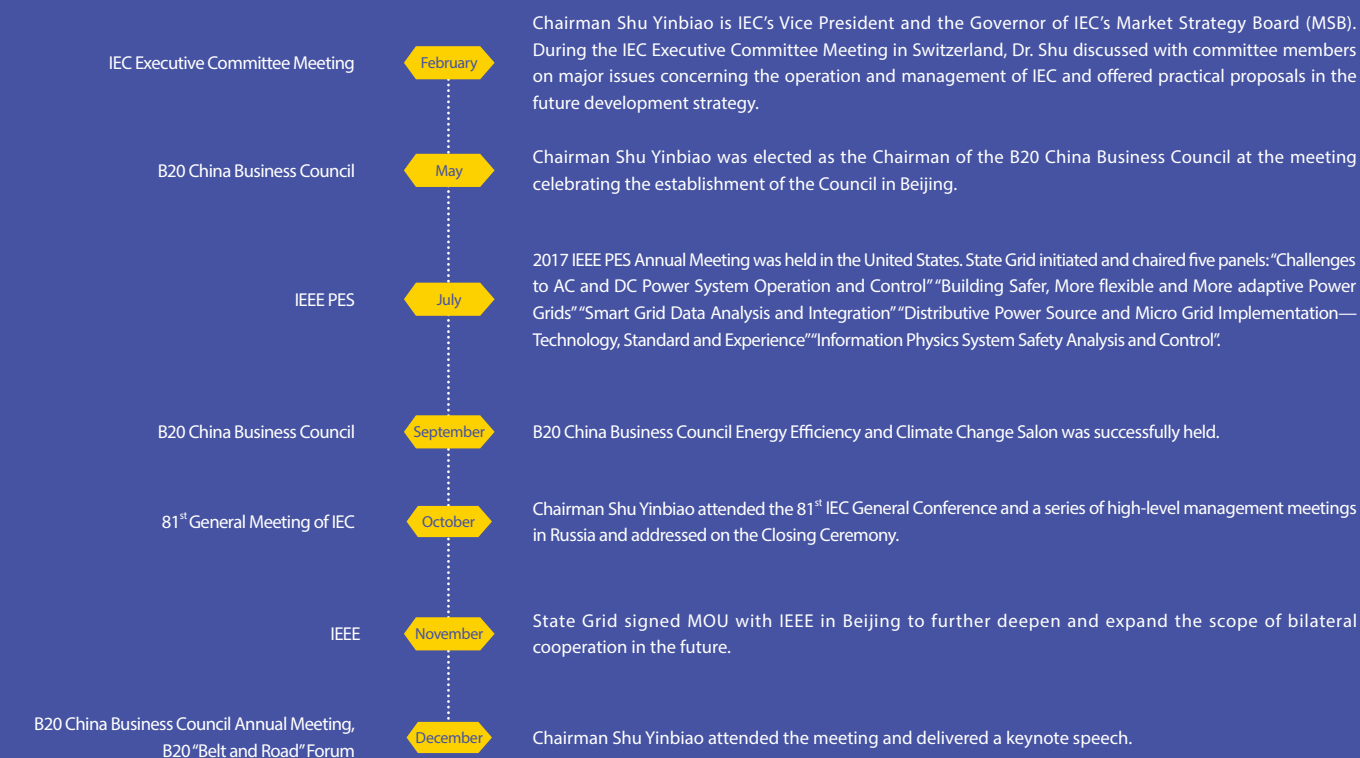 IEC Executive Committee Meeting
February
Chairman Shu Yinbiao is IEC's Vice President and the Governor of IEC's Market Strategy Board (MSB).
During the IEC Executive Committee Meeting in Switzerland, Dr. Shu discussed with committee members
on major issues concerning the operation and management of IEC and offered practical proposals in the
future development strategy.
B20 China Business Council
May
Chairman Shu Yinbiao was elected as the Chairman of the B20 China Business Council at the meeting
celebrating the establishment of the Council in Beijing.
IEEE PES
July
2017 IEEE PES Annual Meeting was held in the United States. State Grid initiated and chaired five panels: "Challenges
to AC and DC Power System Operation and Control" "Building Safer, More flexible and More adaptive Power
Grids" "Smart Grid Data Analysis and Integration" "Distributive Power Source and Micro Grid Implementation—
Technology, Standard and Experience" "Information Physics System Safety Analysis and Control".
B20 China Business Council
September
B20 China Business Council Energy Efficiency and Climate Change Salon was successfully held.
81st General Meeting of IEC
October
Chairman Shu Yinbiao attended the 81st IEC General Conference and a series of high-level management meetings
in Russia and addressed on the Closing Ceremony.
IEEE
November
State Grid signed MOU with IEEE in Beijing to further deepen and expand the scope of bilateral
cooperation in the future.
B20 China Business Council Annual Meeting,
B20 "Belt and Road" Forum
December
Chairman Shu Yinbiao attended the meeting and delivered a keynote speech.